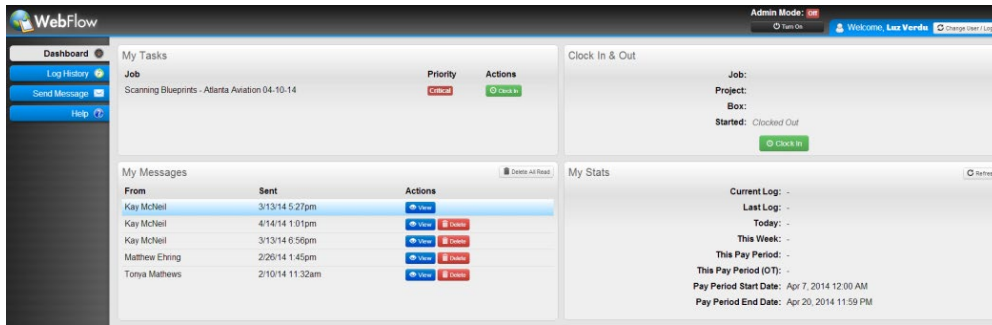 WebFlow
Admin Mode: Off
Turn On
Welcome, Luz Verdu
Change User / Log
Dashboard
Log History
Send Message
Help
My Tasks
Job Priority Actions
Scanning Blueprints - Atlanta Aviation 04-10-14 Critical Clock In
Clock In & Out
Job:
Project:
Box:
Started: Clocked Out
Clock In
My Messages Delete All Read
From Sent Actions
Kay McNeil 3/13/14 5:27pm View
Kay McNeil 4/14/14 1:01pm View Delete
Kay McNeil 3/13/14 6:56pm View Delete
Matthew Ehring 2/26/14 1:45pm View Delete
Tonya Mathews 2/10/14 11:32am View Delete
My Stats Refres
Current Log: -
Last Log: -
Today: -
This Week: -
This Pay Period: -
This Pay Period (OT): -
Pay Period Start Date: Apr 7, 2014 12:00 AM
Pay Period End Date: Apr 20, 2014 11:59 PM